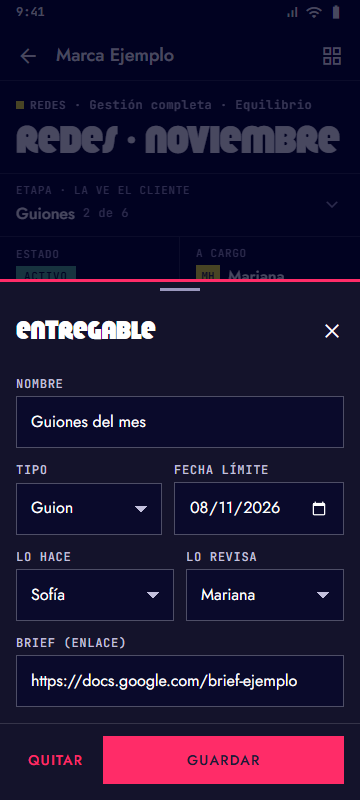 9:41
Marca Ejemplo
REDES · Gestión completa · Equilibrio
REDES · NOVIEMBRE
ETAPA · LA VE EL CLIENTE
Guiones 2 de 6
ESTADO
A CARGO
ACTIVO
MH Mariana
ENTREGABLE
NOMBRE
Guiones del mes
TIPO
FECHA LÍMITE
Guion
08/11/2026
LO HACE
LO REVISA
Sofía
Mariana
BRIEF (ENLACE)
https://docs.google.com/brief-ejemplo
QUITAR
GUARDAR